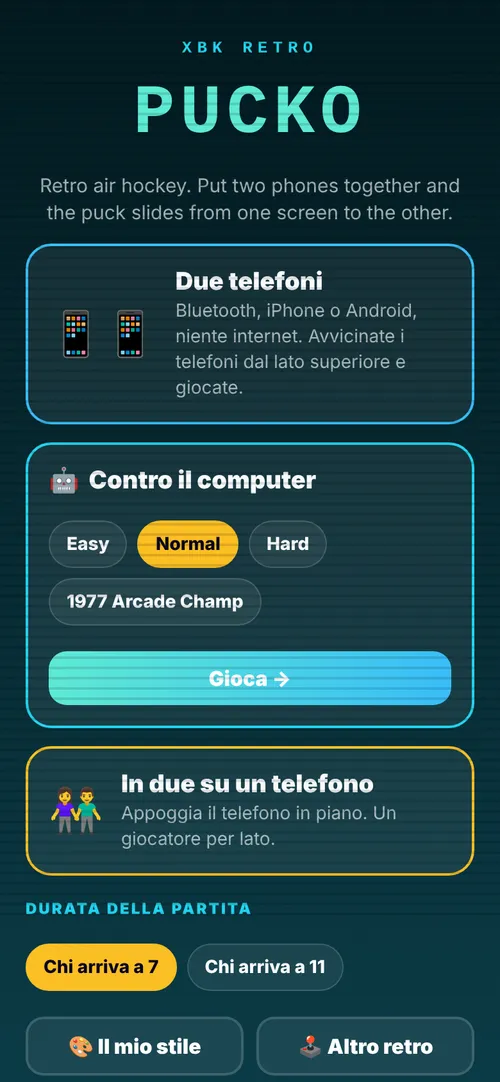 XBK RETRO
PUCKO
Retro air hockey. Put two phones together and
the puck slides from one screen to the other.
Due telefoni
Bluetooth, iPhone o Android,
niente internet. Avvicinate i
telefoni dal lato superiore e
giocate.
Contro il computer
Easy
Normal
Hard
1977 Arcade Champ
Gioca →
In due su un telefono
Appoggia il telefono in piano. Un
giocatore per lato.
DURATA DELLA PARTITA
Chi arriva a 7
Chi arriva a 11
Il mio stile
Altro retro